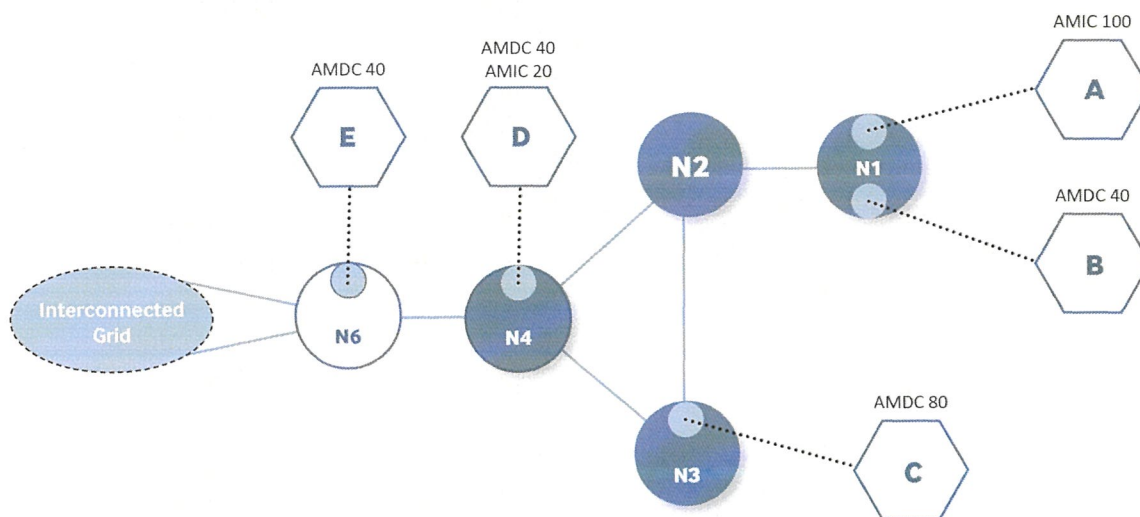 AMIC 100
A
AMDC 40
AMIC 20
D
AMDC 40
E
N2
N1
AMDC 40
B
Interconnected
Grid
N6
N4
AMDC 80
C
N3